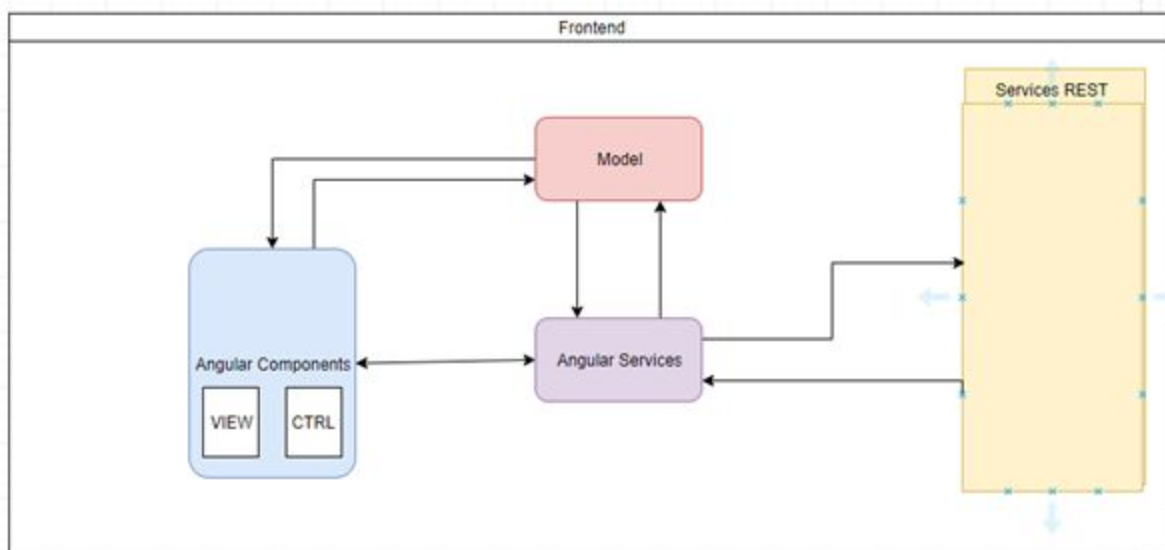 Frontend
Services REST
Model
Angular Components
Angular Services
VIEW
CTRL